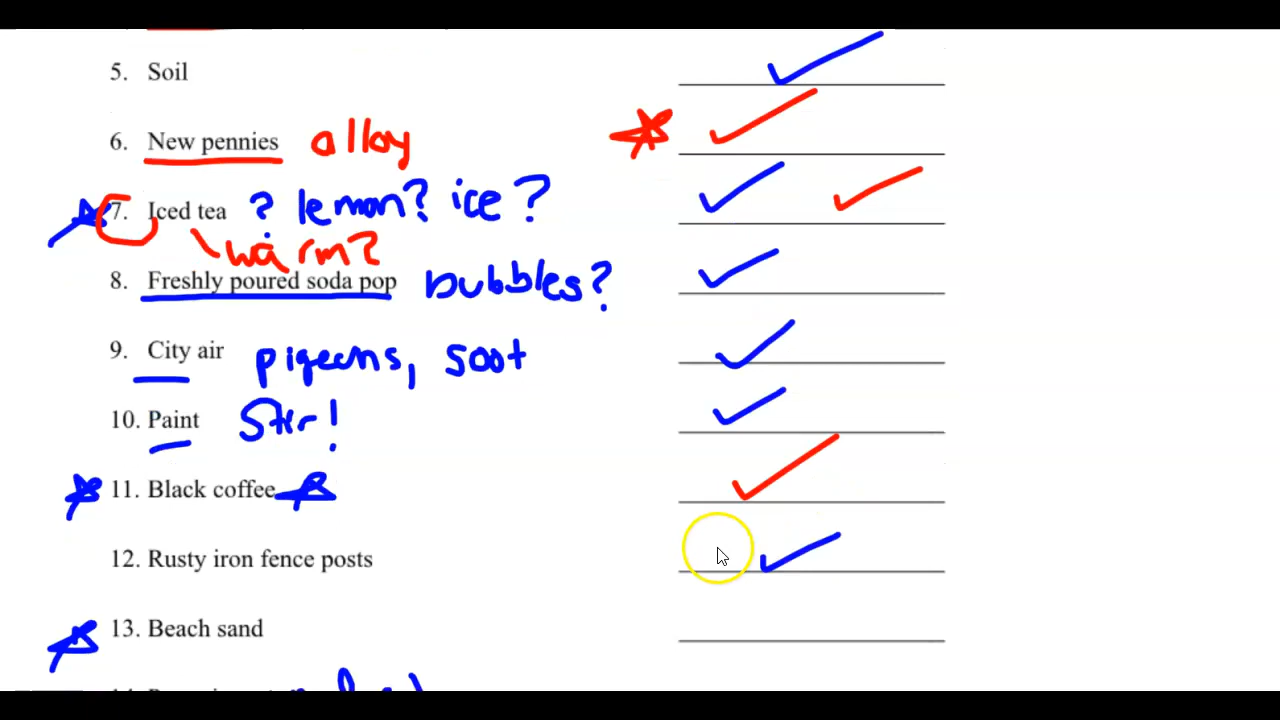 5. Soil
6. New pennies alloy
7. Iced tea ? lemon? ice?
warm?
8. Freshly poured soda pop bubbles?
9. City air pigeons, soot
10. Paint Stir!
11. Black coffee
12. Rusty iron fence posts
13. Beach sand